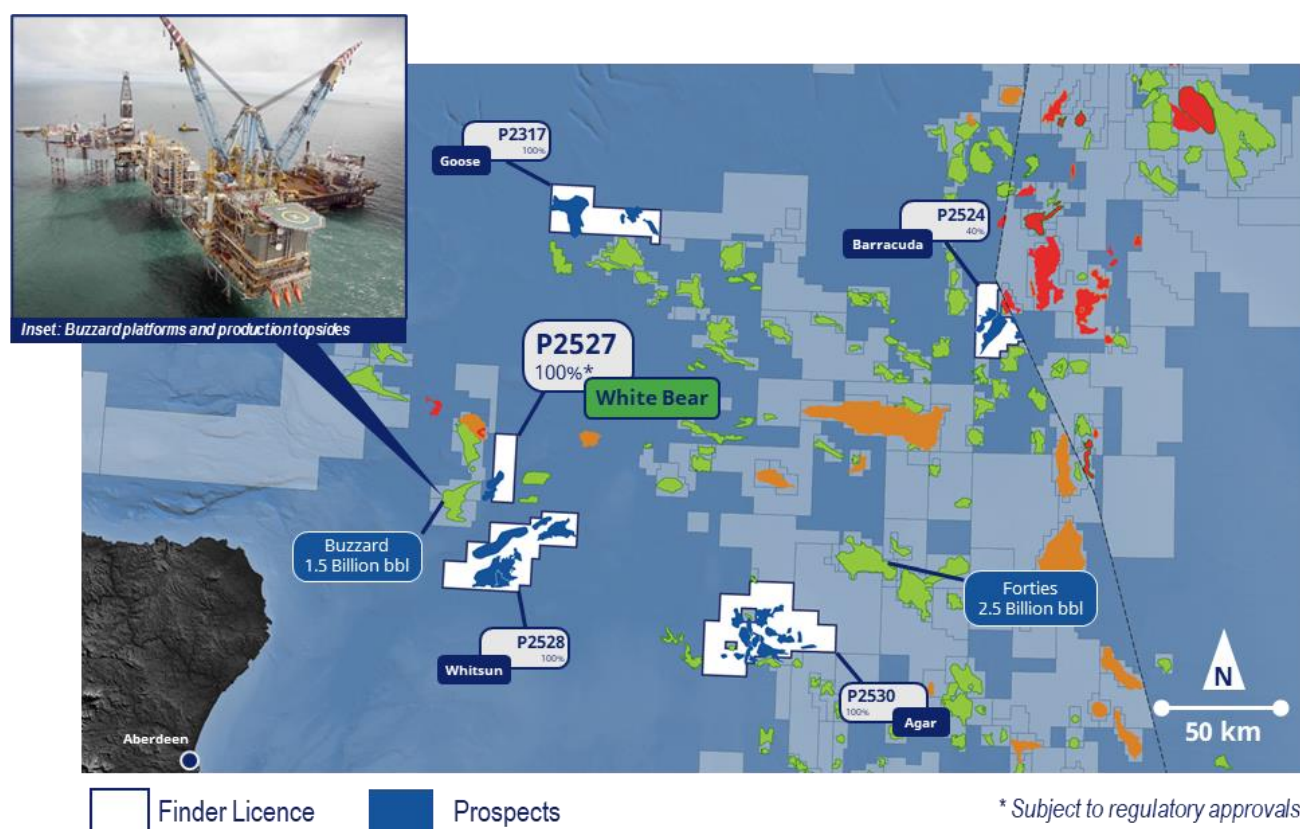 P2317
100%
Goose
P2524
40%
Barracuda
Inset: Buzzard platforms and production topsides
P2527
100%*
White Bear
Buzzard
1.5 Billion bbl
Forties
2.5 Billion bbl
P2528
100%
Whitsun
P2530
100%
Agar
N
50 km
Aberdeen
Finder Licence
Prospects
* Subject to regulatory approvals